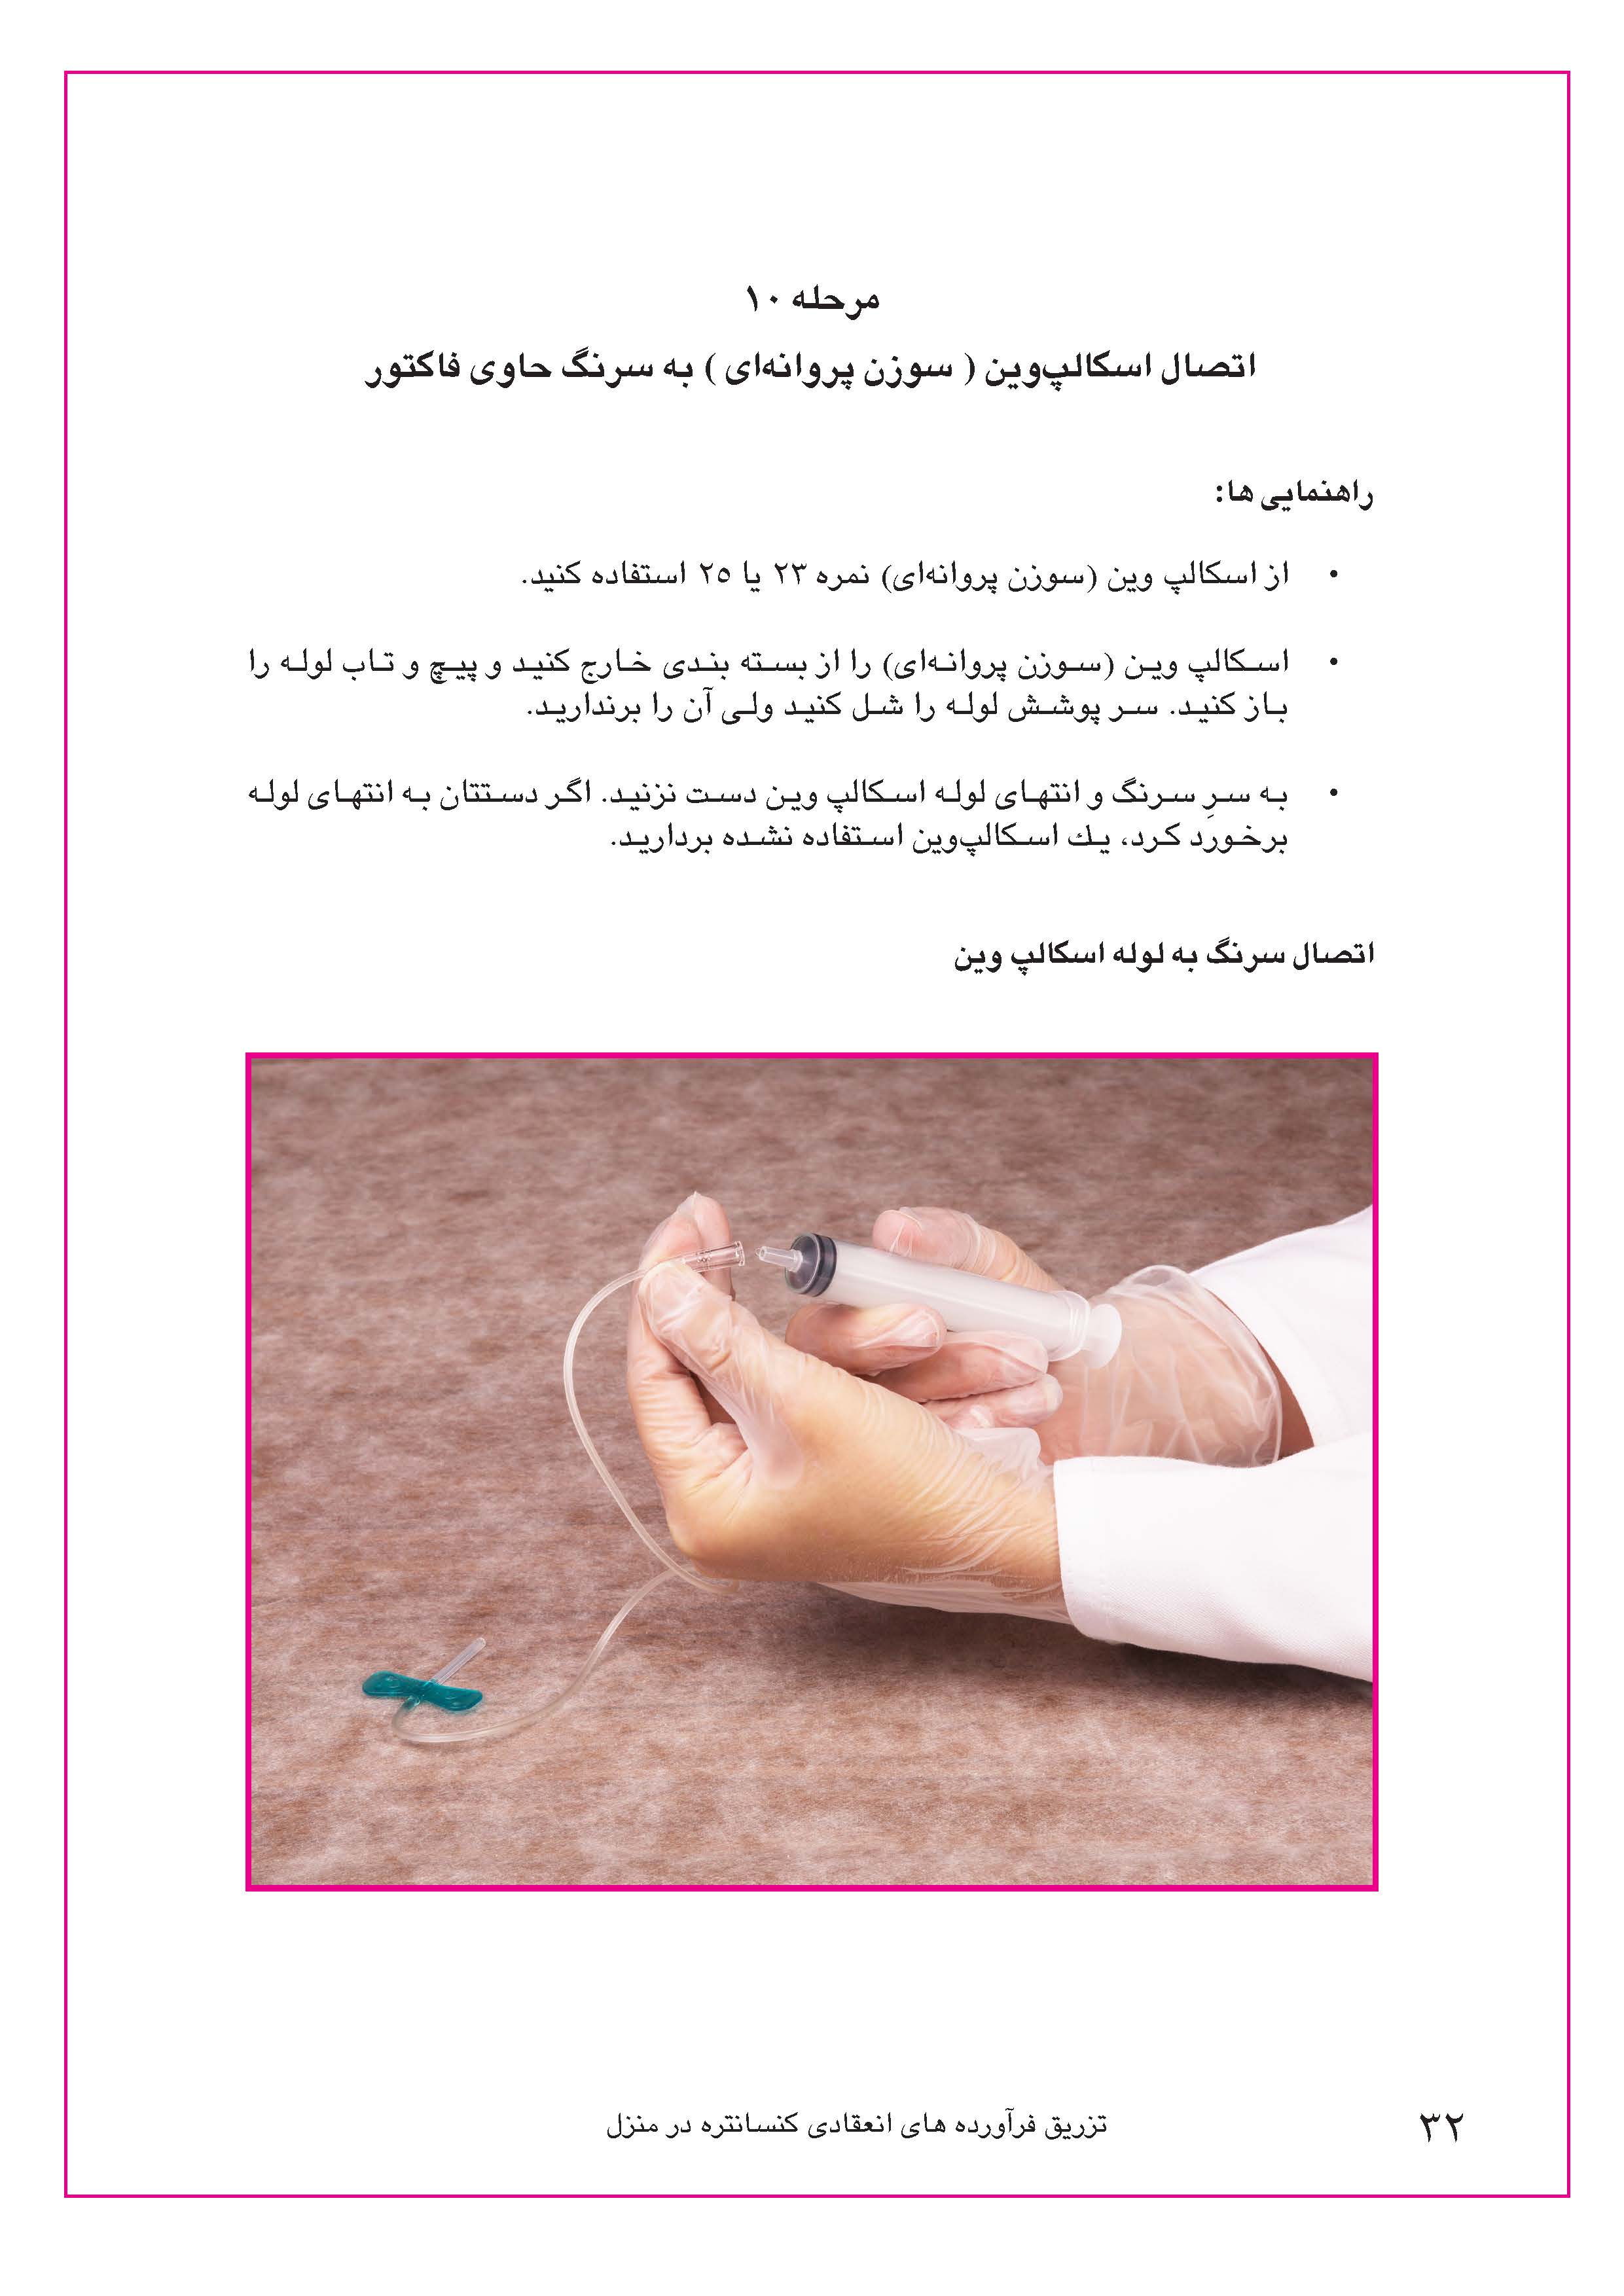 مرحله ۱۰
اتصال اسکالپ‌وین ( سوزن پروانه‌ای ) به سرنگ حاوی فاکتور
راهنمایی ها:
• از اسکالپ وین (سوزن پروانه‌ای) نمره ۲۳ یا ۲۵ استفاده کنید.
• اسکالپ وین (سوزن پروانه‌ای) را از بسته بندی خارج کنید و پیچ و تاب لوله را
باز کنید. سر پوشش لوله را شل کنید ولی آن را برندارید.
• به سرِ سرنگ و انتهای لوله اسکالپ وین دست نزنید. اگر دستتان به انتهای لوله
برخورد کرد، یك اسکالپ‌وین استفاده نشده بردارید.
اتصال سرنگ به لوله اسکالپ وین
تزریق فرآورده های انعقادی کنسانتره در منزل
۳۲